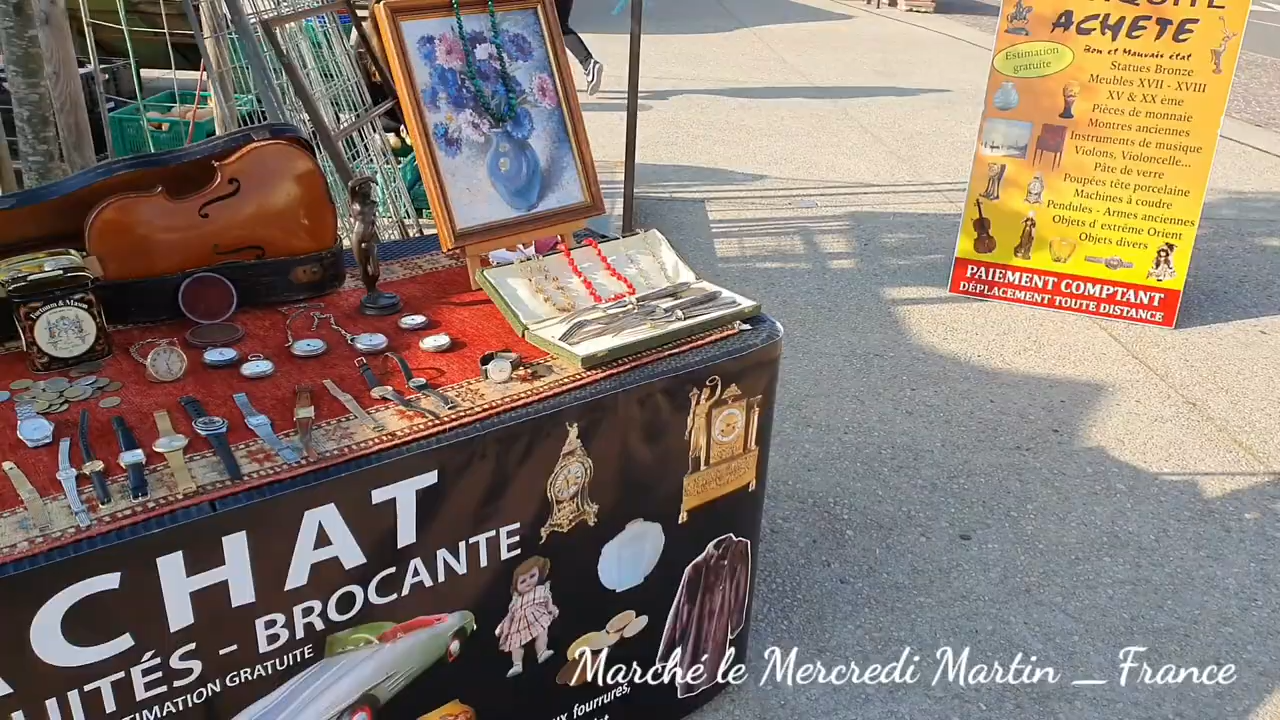 ACHETE
Bon et Mauvais état
Estimation
gratuite
Statues Bronze
Meubles XVII - XVIII
XV & XX ème
Pièces de monnaie
Montres anciennes
Instruments de musique
Violons, Violoncelle...
Pâte de verre
Poupées tête porcelaine
Machines à coudre
Pendules - Armes anciennes
Objets d'extrême Orient
Objets divers
PAIEMENT COMPTANT
DÉPLACEMENT TOUTE DISTANCE
& Mason
CHAT
UITÉS - BROCANTE
TIMATION GRATUITE
ux fourrures,
Marché le Mercredi Martin _ France